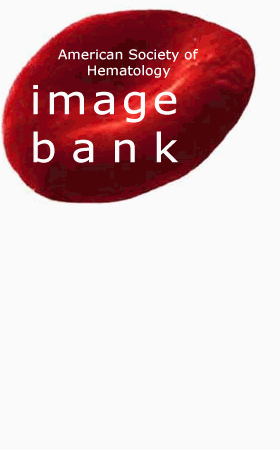 American Society of
Hematology
image
bank